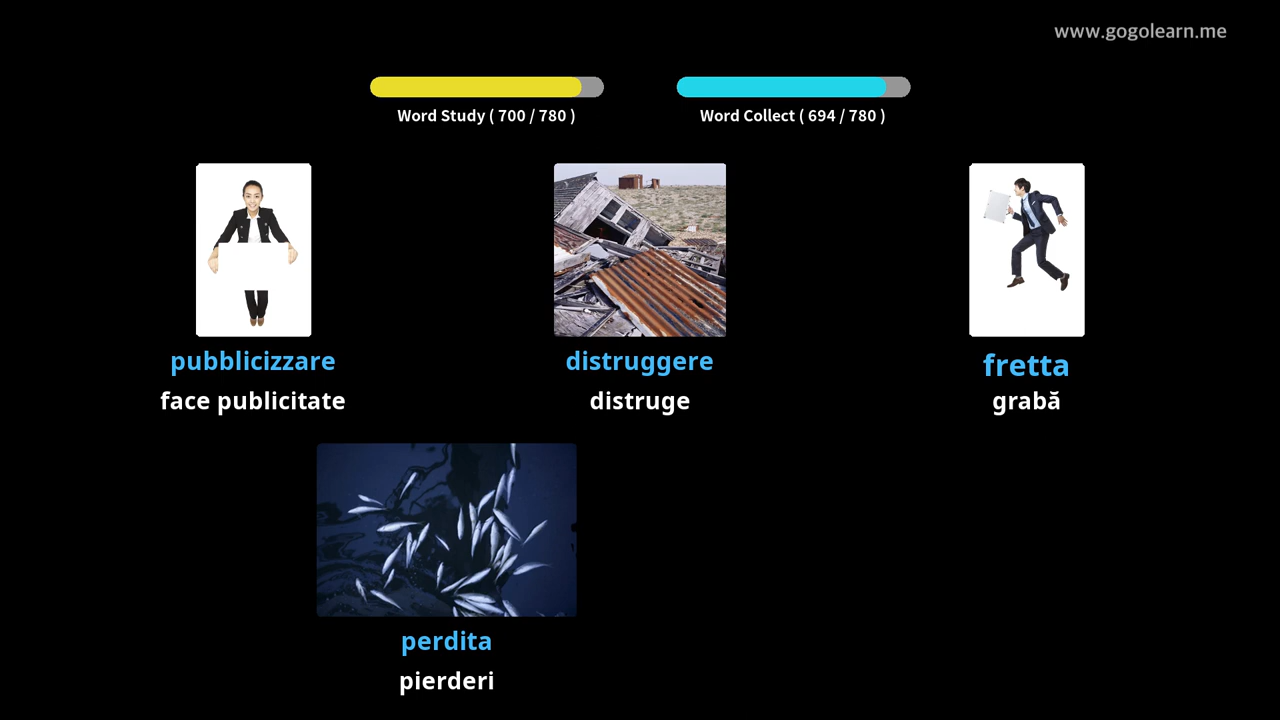 www.gogolearn.me
Word Study ( 700 / 780 )
Word Collect ( 694 / 780 )
pubblicizzare
face publicitate
distruggere
distruge
fretta
grabă
perdita
pierderi